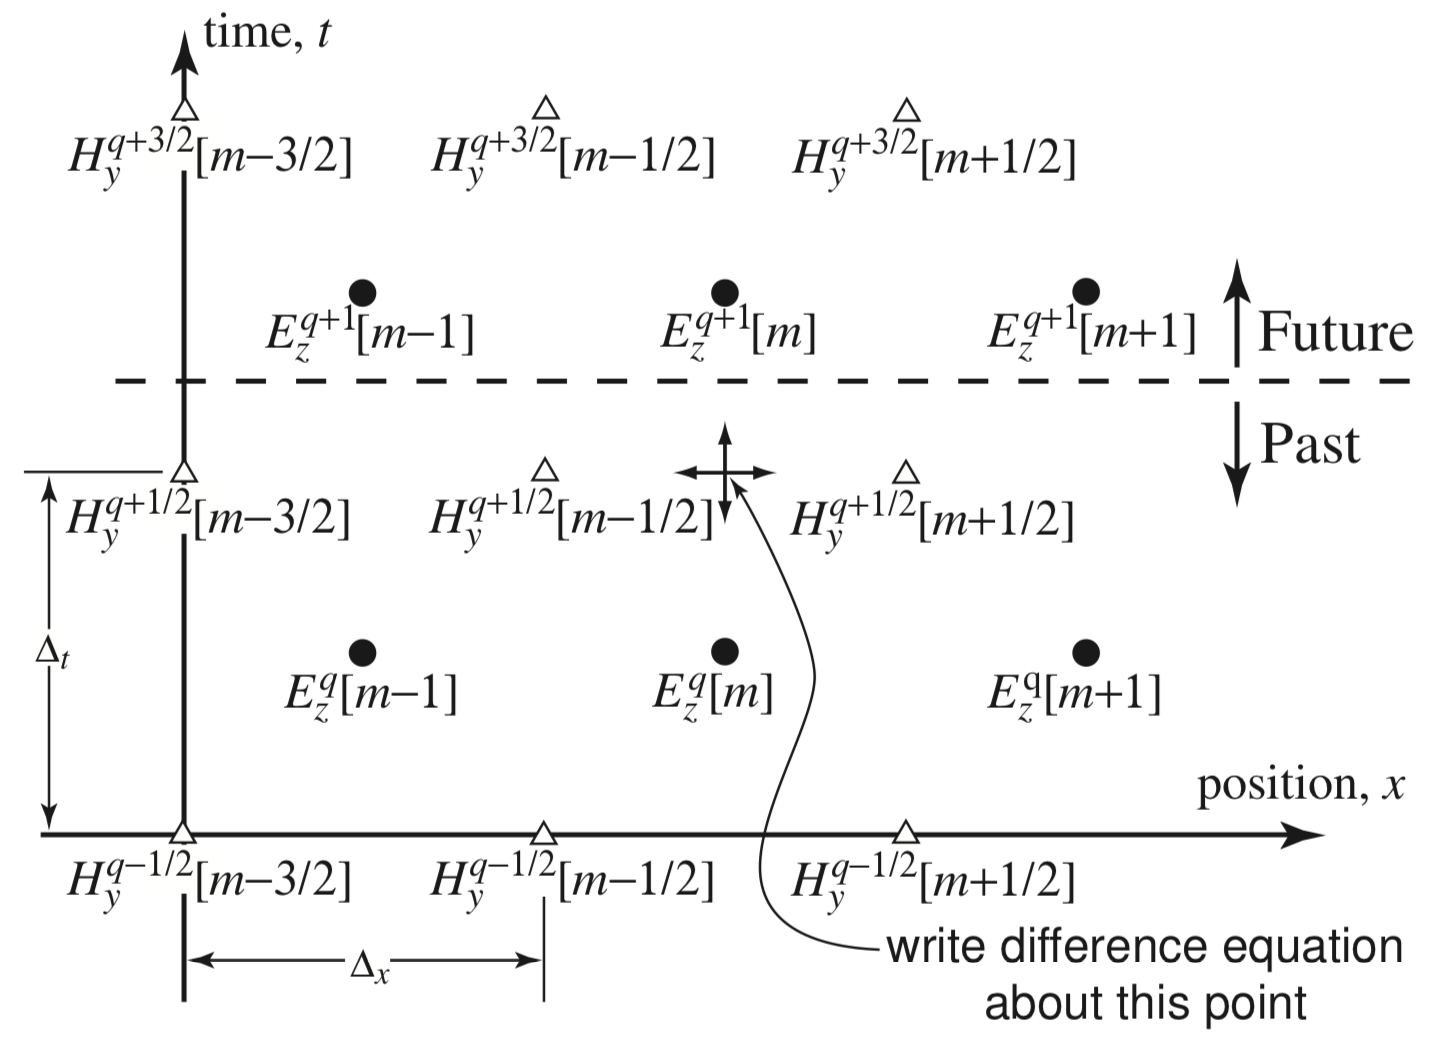 time, t
H_y^{q+3/2}[m−3/2] H_y^{q+3/2}[m−1/2] H_y^{q+3/2}[m+1/2]
E_z^{q+1}[m−1] E_z^{q+1}[m] E_z^{q+1}[m+1] Future
Past
H_y^{q+1/2}[m−3/2] H_y^{q+1/2}[m−1/2] H_y^{q+1/2}[m+1/2]
Δ_t
E_z^q[m−1] E_z^q[m] E_z^q[m+1]
position, x
H_y^{q−1/2}[m−3/2] H_y^{q−1/2}[m−1/2] H_y^{q−1/2}[m+1/2]
Δ_x
write difference equation
about this point